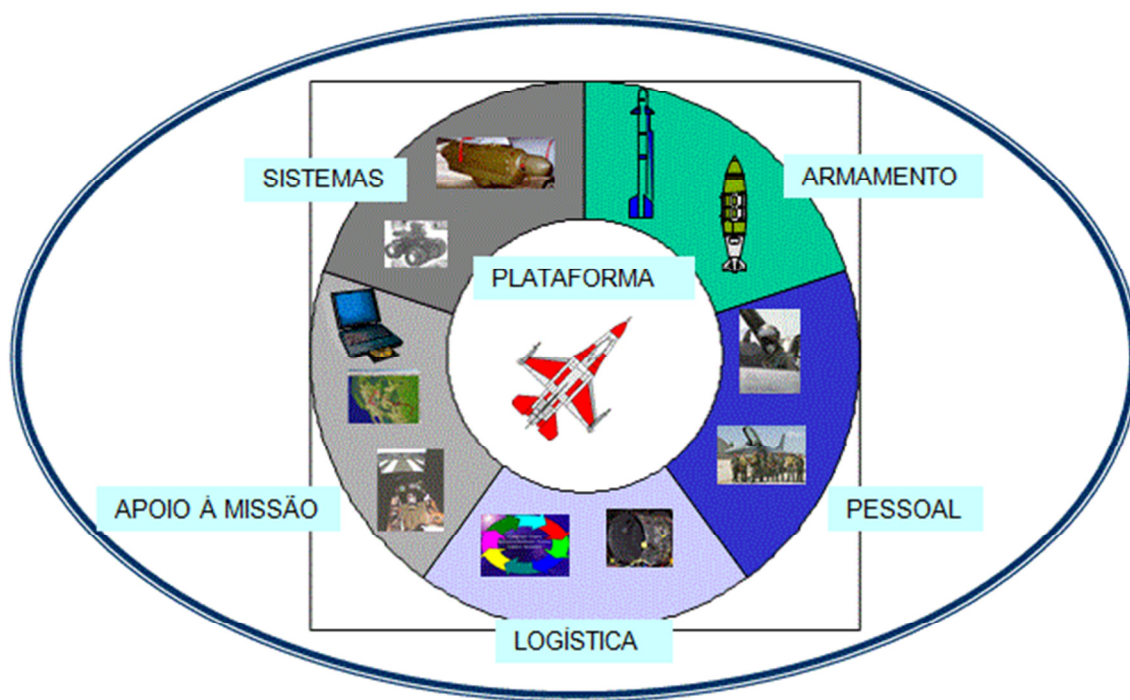 SISTEMAS
ARMAMENTO
PLATAFORMA
APOIO À MISSÃO
PESSOAL
LOGÍSTICA